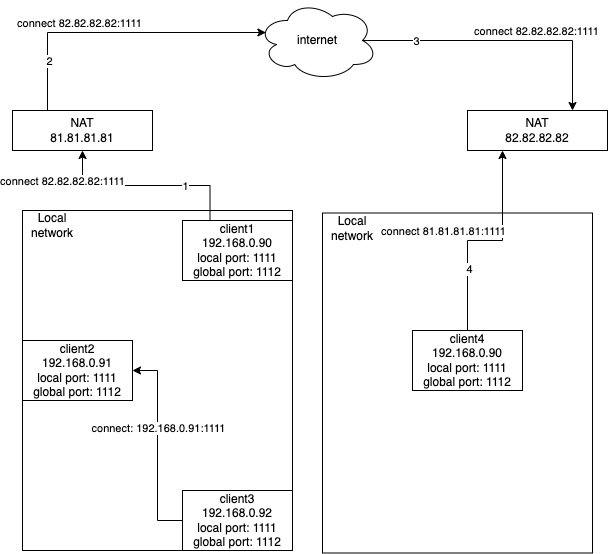 connect 82.82.82.82:1111
internet
connect 82.82.82.82:1111
2
3
NAT
81.81.81.81
NAT
82.82.82.82
connect 82.82.82.82:1111
1
Local
network
client1
192.168.0.90
local port: 1111
global port: 1112
Local
network
connect 81.81.81.81:1111
4
client2
192.168.0.91
local port: 1111
global port: 1112
client4
192.168.0.90
local port: 1111
global port: 1112
connect: 192.168.0.91:1111
client3
192.168.0.92
local port: 1111
global port: 1112